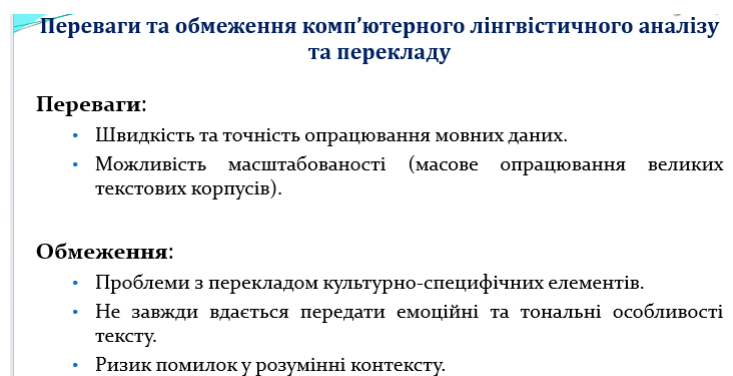 Переваги та обмеження комп’ютерного лінгвістичного аналізу
та перекладу
Переваги:
• Швидкість та точність опрацювання мовних даних.
• Можливість масштабованості (масове опрацювання великих
текстових корпусів).
Обмеження:
• Проблеми з перекладом культурно-специфічних елементів.
• Не завжди вдається передати емоційні та тональні особливості
тексту.
• Ризик помилок у розумінні контексту.